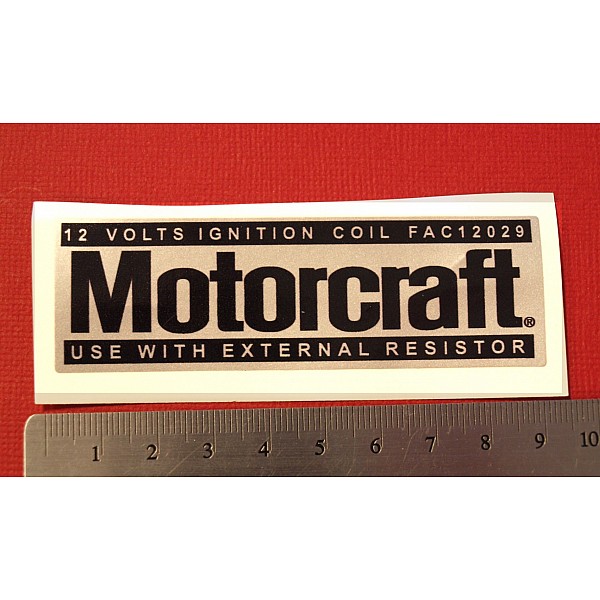 12 VOLTS IGNITION COIL FAC12029
Motorcraft®
USE WITH EXTERNAL RESISTOR
1 2 3 4 5 6 7 8 9 10